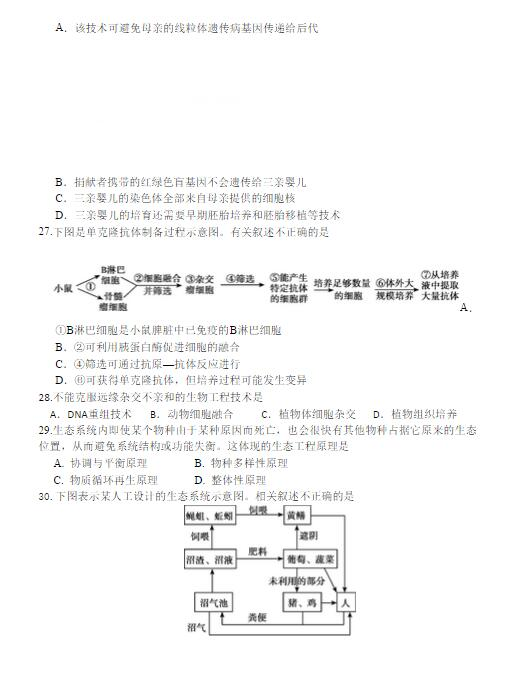 A．该技术可避免母亲的线粒体遗传病基因传递给后代
B．捐献者携带的红绿色盲基因不会遗传给三亲婴儿
C．三亲婴儿的染色体全部来自母亲提供的细胞核
D．三亲婴儿的培育还需要早期胚胎培养和胚胎移植等技术
27.下图是单克隆抗体制备过程示意图。有关叙述不正确的是
小鼠 ① B淋巴细胞 骨髓瘤细胞 ②细胞融合并筛选 ③杂交瘤细胞 ④筛选 ⑤能产生特定抗体的细胞群 培养足够数量的细胞 ⑥体外大规模培养 ⑦从培养液中提取大量抗体 A．
①B淋巴细胞是小鼠脾脏中已免疫的B淋巴细胞
B．②可利用胰蛋白酶促进细胞的融合
C．④筛选可通过抗原—抗体反应进行
D．⑥可获得单克隆抗体，但培养过程可能发生变异
28.不能克服远缘杂交不亲和的生物工程技术是
A．DNA重组技术 B．动物细胞融合 C．植物体细胞杂交 D．植物组织培养
29.生态系统内即使某个物种由于某种原因而死亡，也会很快有其他物种占据它原来的生态
位置，从而避免系统结构或功能失衡。这体现的生态工程原理是
A. 协调与平衡原理 B. 物种多样性原理
C. 物质循环再生原理 D. 整体性原理
30. 下图表示某人工设计的生态系统示意图。相关叙述不正确的是
蝇蛆、蚯蚓 饲喂 黄鳝
饲喂 遮阴
沼渣、沼液 肥料 葡萄、蔬菜
未利用的部分
沼气池 猪、鸡 人
粪便
沼气